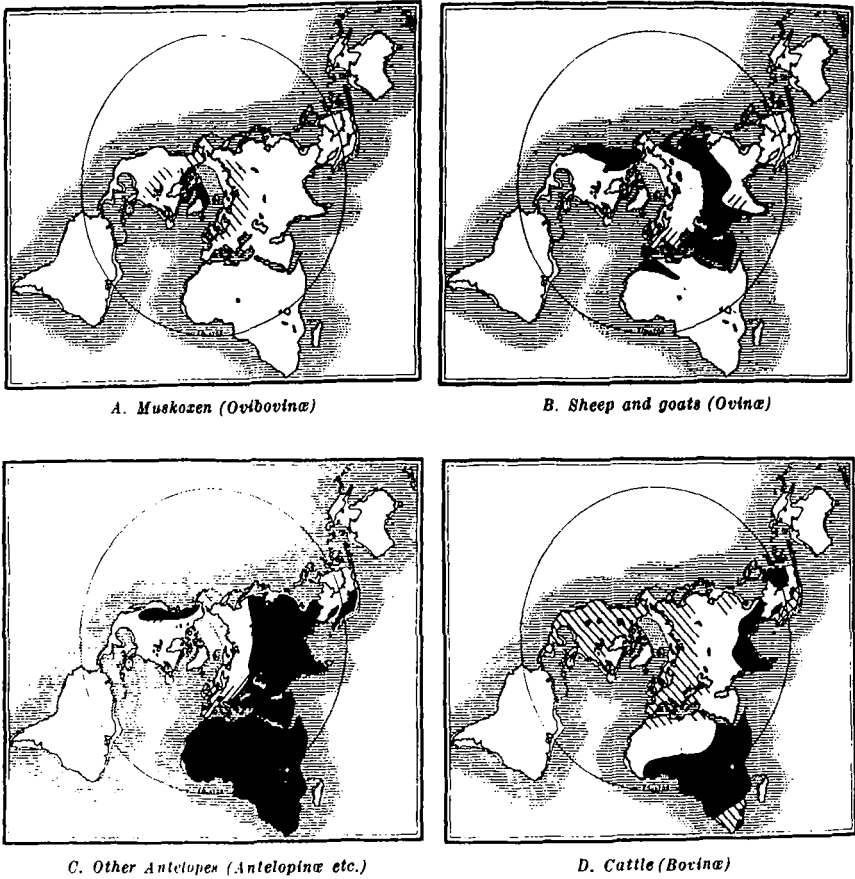 A. Muskoxen (Ovibovinæ)
B. Sheep and goats (Ovinæ)
C. Other Antelopes (Antelopinæ etc.)
D. Cattle (Bovinæ)